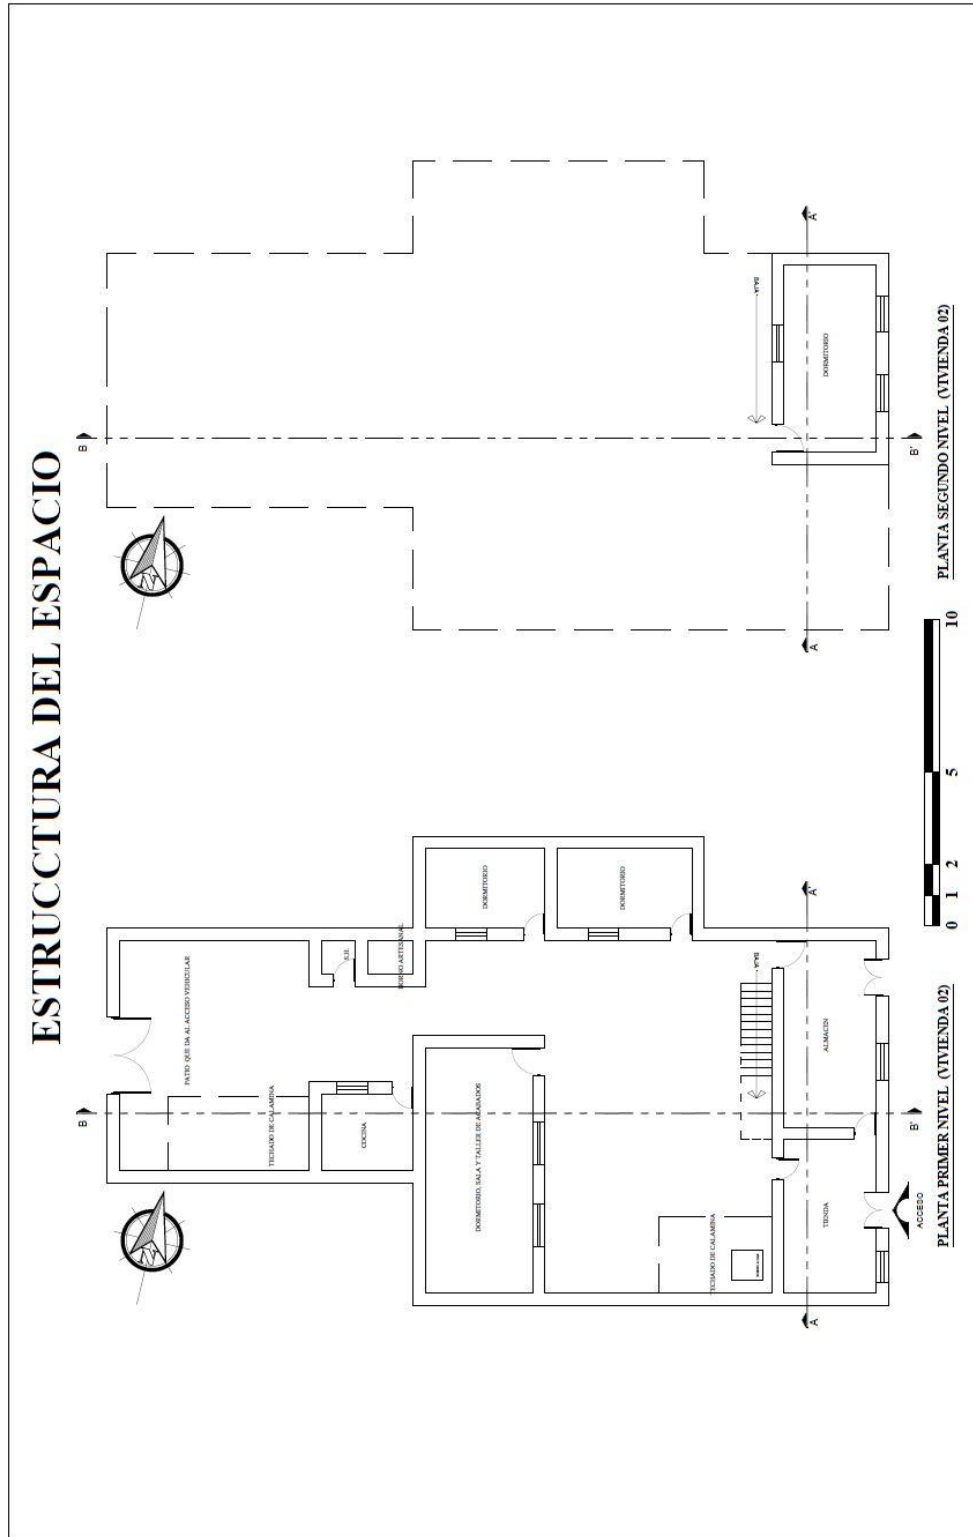 ESTRUCCTURA DEL ESPACIO
B
PATIO QUE DA AL ACCESO VEHICULAR
TECHADO DE CALAMINA
S.H.
HORNO ARTESANAL
COCINA
DORMITORIO, SALA Y TALLER DE ACABADOS
DORMITORIO
DORMITORIO
BAJA
TECHADO DE CALAMINA
TIENDA
ALMACEN
A
A'
B'
ACCESO
N
PLANTA PRIMER NIVEL (VIVIENDA 02)
0 1 2 5 10
B
N
BAJA
DORMITORIO
A
A'
B'
PLANTA SEGUNDO NIVEL (VIVIENDA 02)